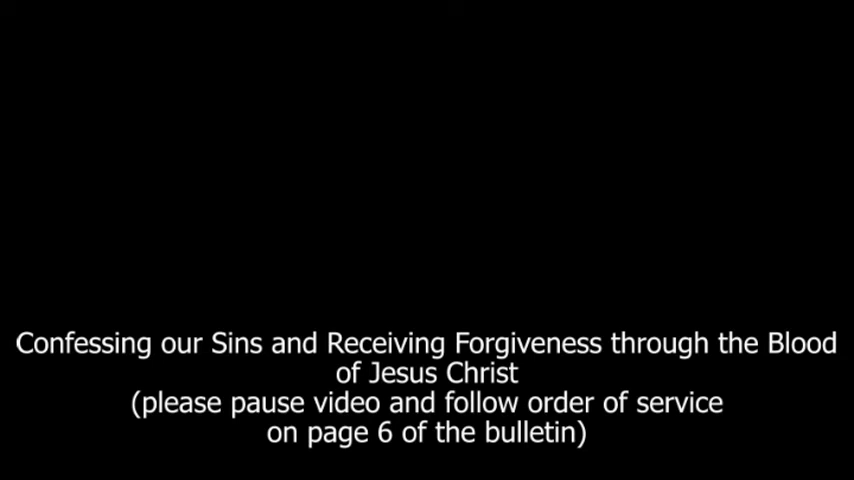 Confessing our Sins and Receiving Forgiveness through the Blood
of Jesus Christ
(please pause video and follow order of service
on page 6 of the bulletin)